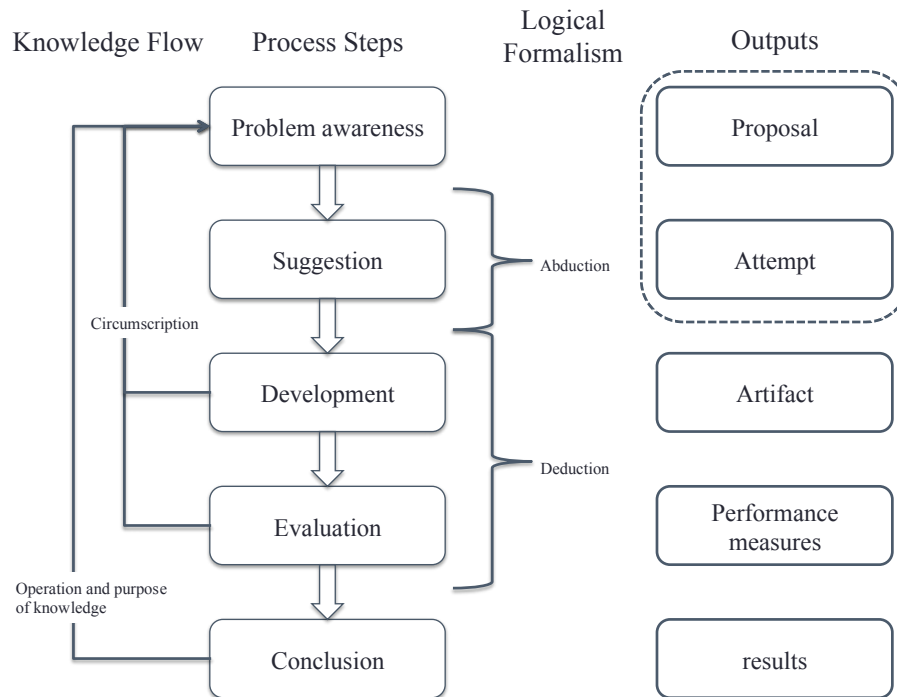 Knowledge Flow
Process Steps
Logical
Formalism
Outputs
Problem awareness
Proposal
Suggestion
Abduction
Attempt
Circumscription
Development
Artifact
Deduction
Evaluation
Performance
measures
Operation and purpose
of knowledge
Conclusion
results